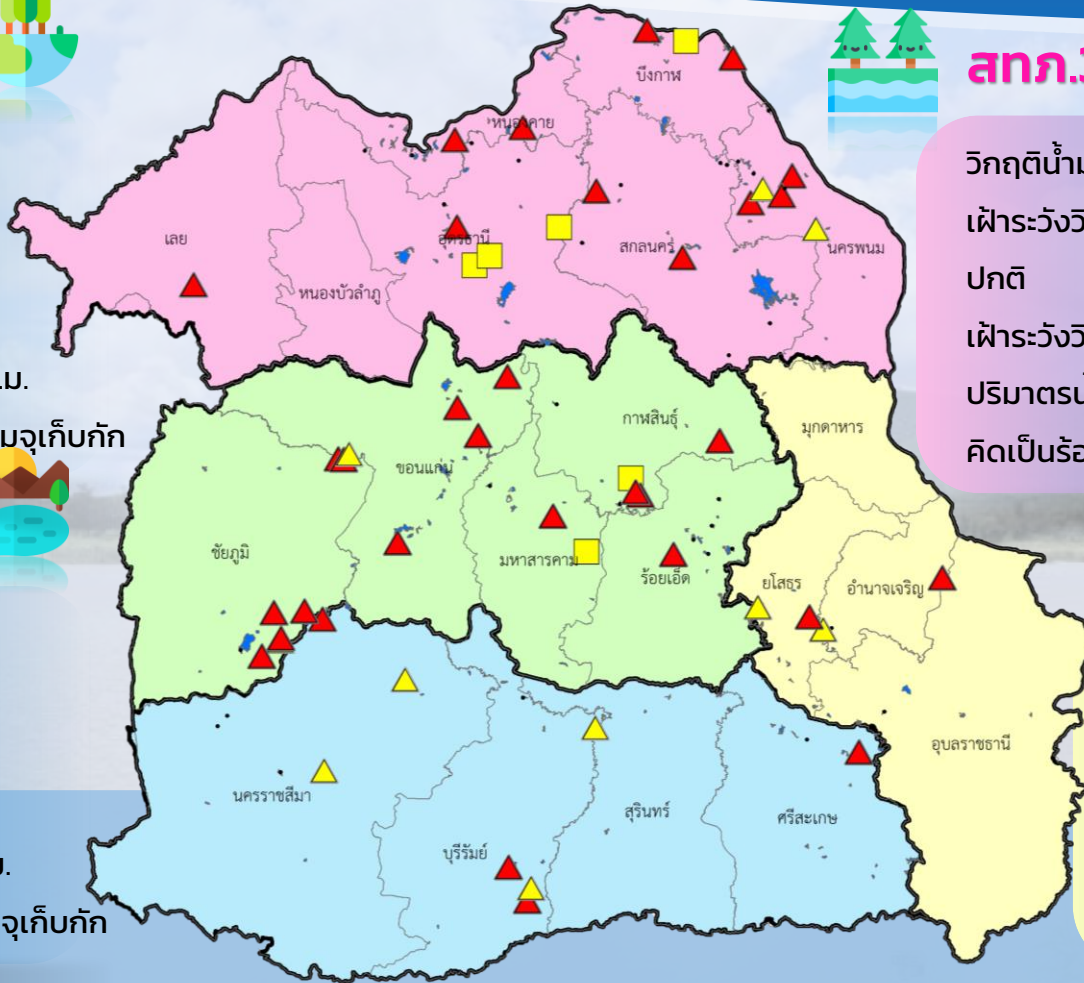 สทภ.
วิกฤติน้ำ
เฝ้าระวัง
ปกติ
เฝ้าระวัง
ปริมาตร
คิดเป็น
ม.
มจุเก็บกัก
ม.
จุเก็บกัก
บึงกาฬ
หนองคาย
เลย
อุดรธานี
หนองบัวลำภู
สกลนคร
นครพนม
กาฬสินธุ์
มุกดาหาร
ขอนแก่น
ชัยภูมิ
มหาสารคาม
ร้อยเอ็ด
ยโสธร
อำนาจเจริญ
อุบลราชธานี
นครราชสีมา
บุรีรัมย์
สุรินทร์
ศรีสะเกษ